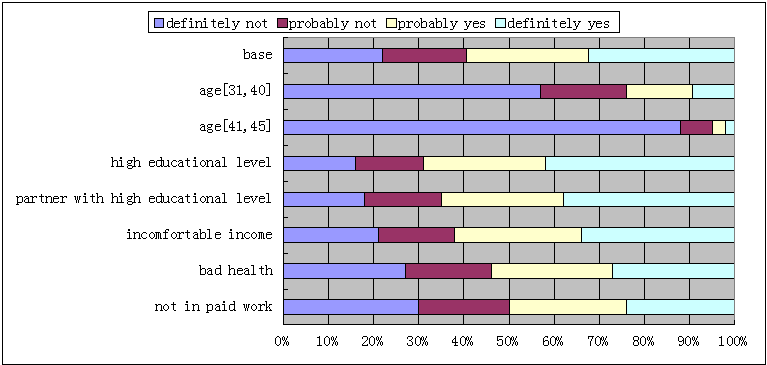 definitely not probably not probably yes definitely yes
base
age[31,40]
age[41,45]
high educational level
partner with high educational level
incomfortable income
bad health
not in paid work
0% 10% 20% 30% 40% 50% 60% 70% 80% 90% 100%